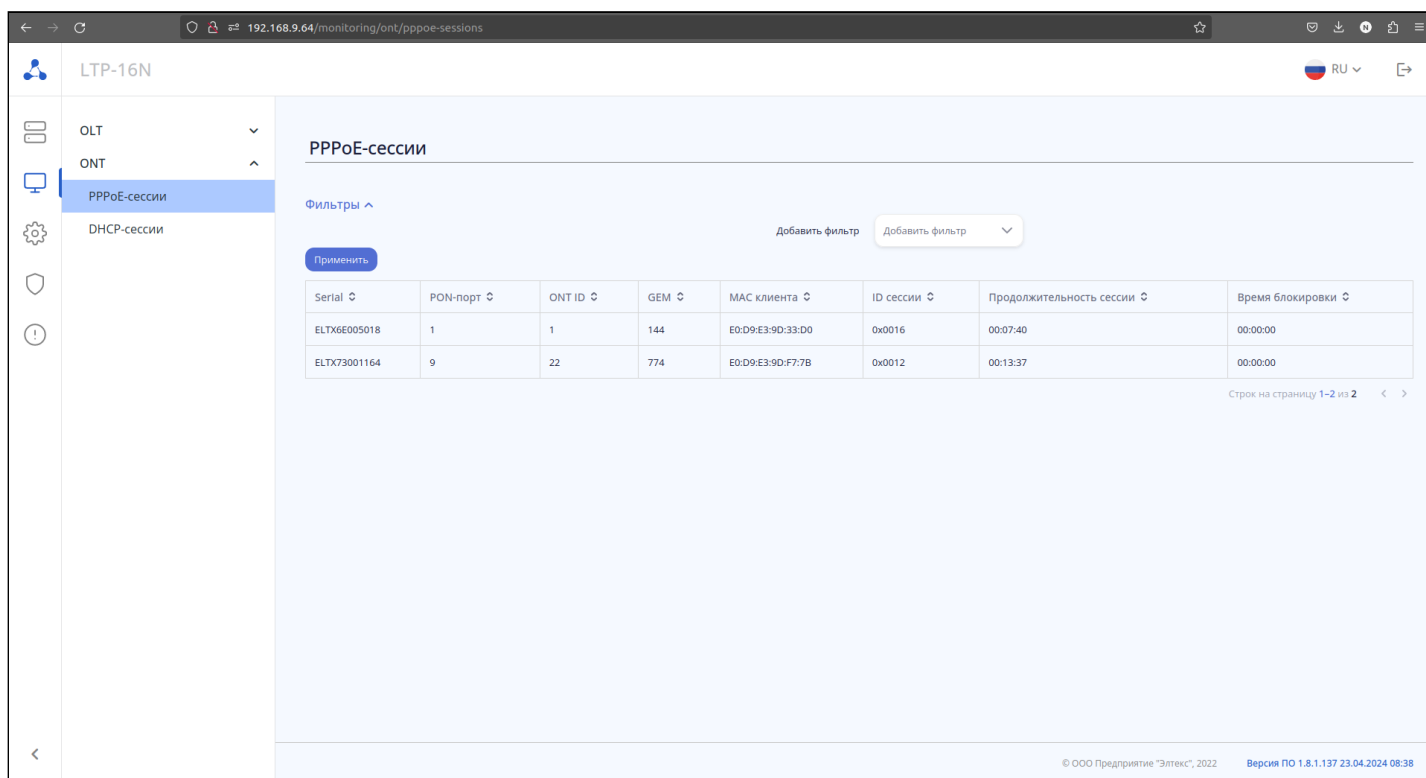 192.168.9.64/monitoring/ont/pppoe-sessions
LTP-16N
RU
OLT
ONT
PPPoE-сессии
DHCP-сессии
PPPoE-сессии
Фильтры
Добавить фильтр Добавить фильтр
Применить
Serial PON-порт ONT ID GEM MAC клиента ID сессии Продолжительность сессии Время блокировки
ELTX6E005018 1 1 144 E0:D9:E3:9D:33:D0 0x0016 00:07:40 00:00:00
ELTX73001164 9 22 774 E0:D9:E3:9D:F7:7B 0x0012 00:13:37 00:00:00
Строк на страницу 1–2 из 2
© ООО Предприятие "Элтекс", 2022 Версия ПО 1.8.1.137 23.04.2024 08:38